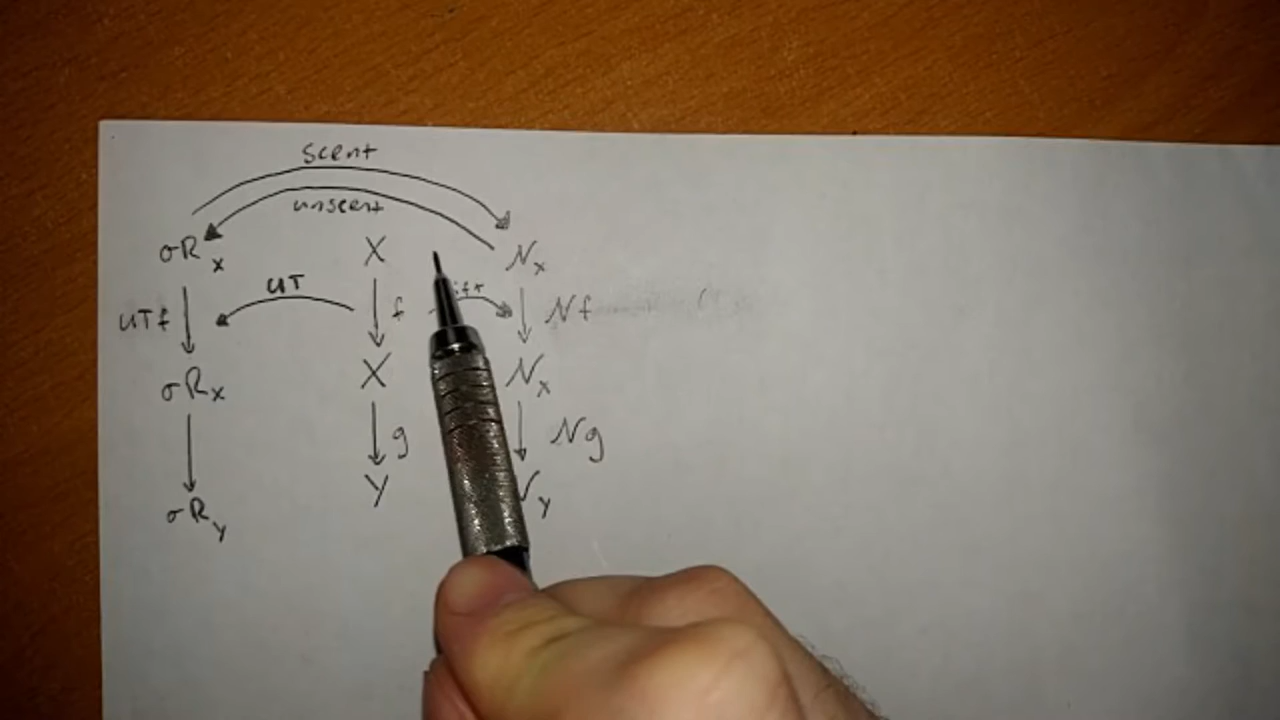 scent
unscent
σR_x X N_x
UT
UTf f Nf
σR_x X N_x
g Ng
σR_y Y y